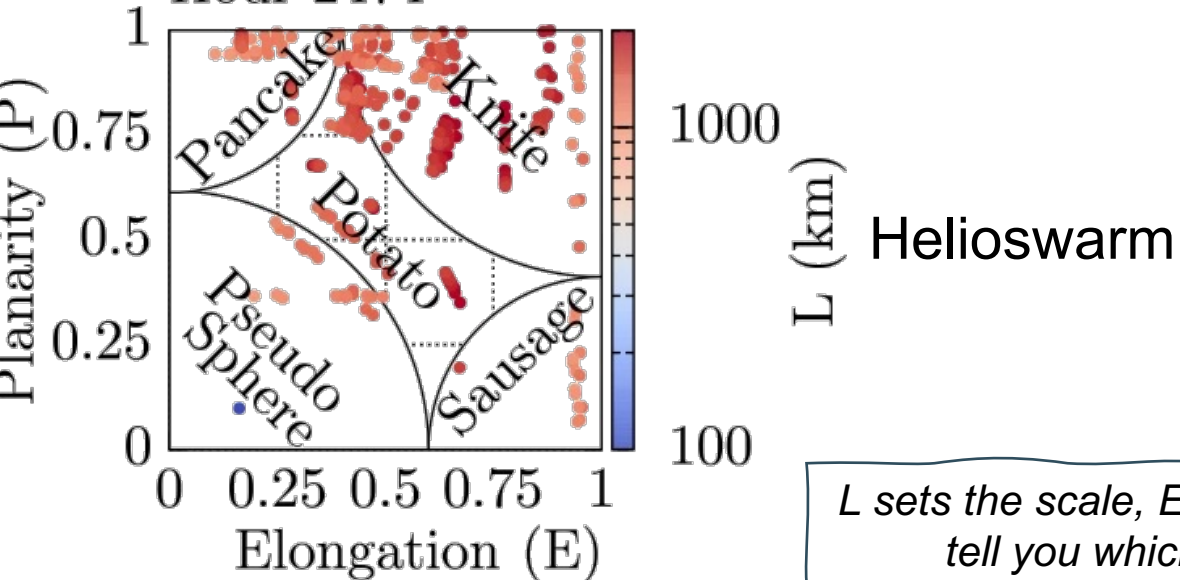 1
0.75
0.5
0.25
0
Planarity (P)
Pancake
Knife
Potato
Pseudo
Sphere
Sausage
0 0.25 0.5 0.75 1
Elongation (E)
1000
100
L (km)
Helioswarm
L sets the scale, E
tell you which